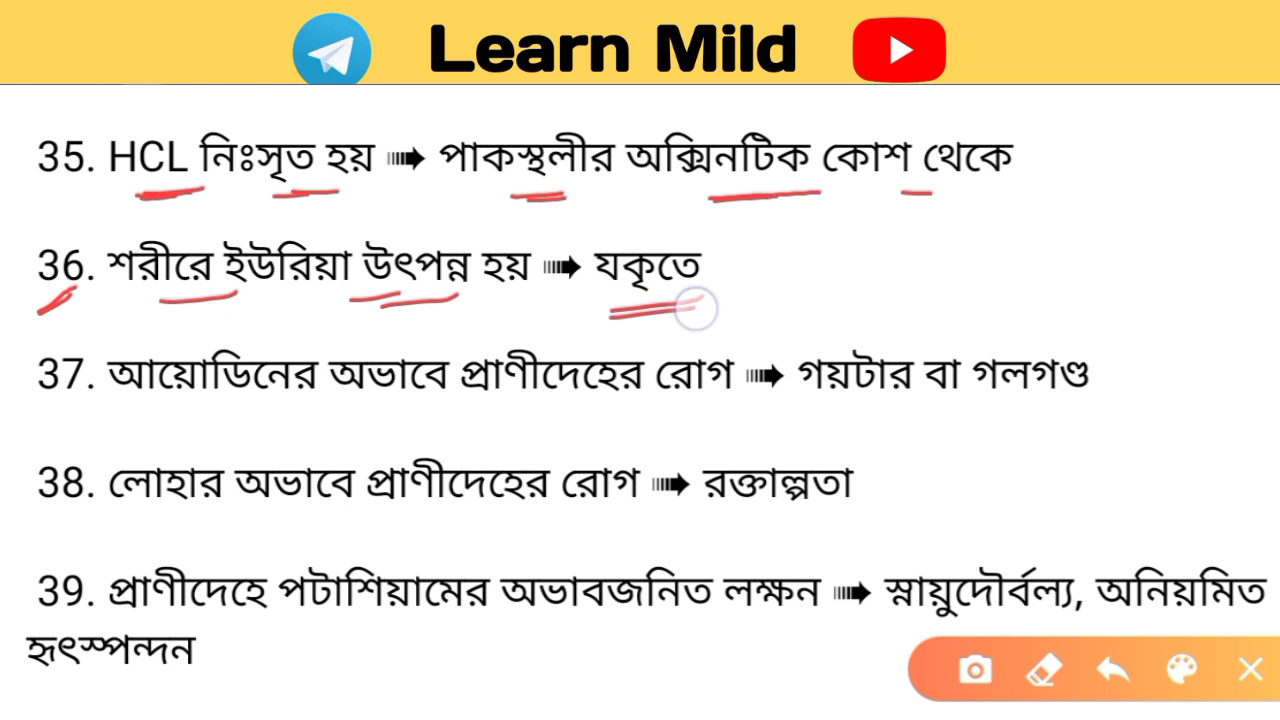 Learn Mild
35. HCL নিঃসৃত হয় ➠ পাকস্থলীর অক্সিনটিক কোশ থেকে
36. শরীরে ইউরিয়া উৎপন্ন হয় ➠ যকৃতে
37. আয়োডিনের অভাবে প্রাণীদেহের রোগ ➠ গয়টার বা গলগণ্ড
38. লোহার অভাবে প্রাণীদেহের রোগ ➠ রক্তাল্পতা
39. প্রাণীদেহে পটাশিয়ামের অভাবজনিত লক্ষন ➠ স্নায়ুদৌর্বল্য, অনিয়মিত
হৃৎস্পন্দন